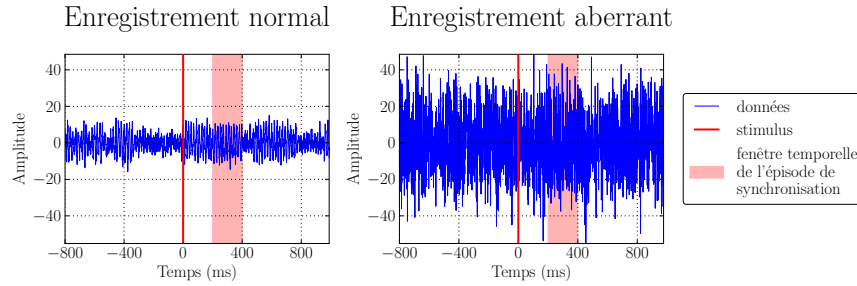 Enregistrement normal
Enregistrement aberrant
40
20
0
−20
−40
Amplitude
−800
−400
0
400
800
Temps (ms)
40
20
0
−20
−40
Amplitude
−800
−400
0
400
800
Temps (ms)
données
stimulus
fenêtre temporelle
de l'épisode de
synchronisation